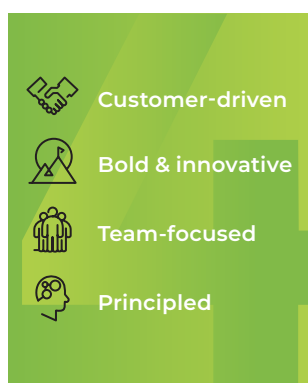 Customer-driven
Bold & innovative
Team-focused
Principled